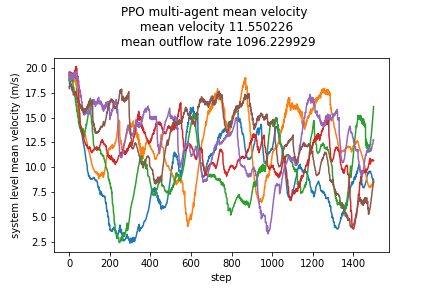 PPO multi-agent mean velocity
mean velocity 11.550226
mean outflow rate 1096.229929
system level mean velocity (m/s)
20.0
17.5
15.0
12.5
10.0
7.5
5.0
2.5
0 200 400 600 800 1000 1200 1400
step